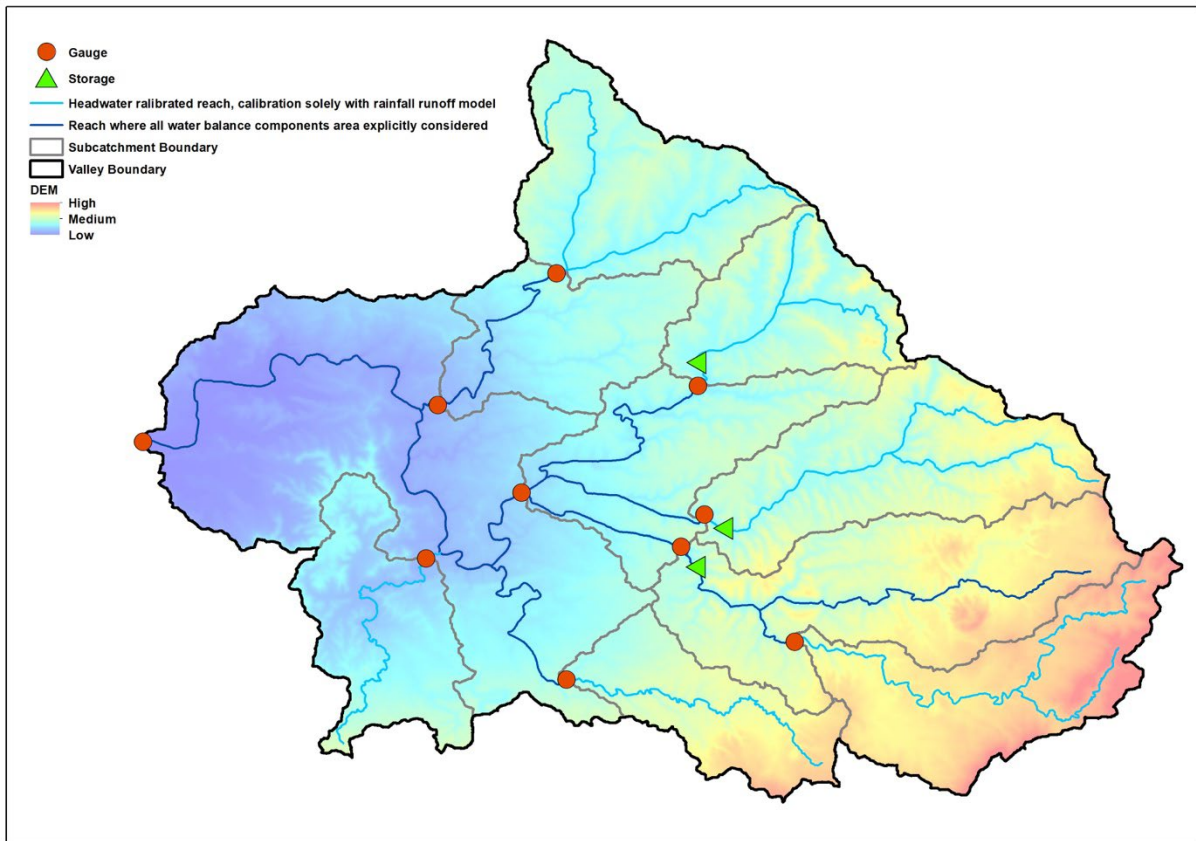 Gauge
Storage
Headwater ralibrated reach, calibration solely with rainfall runoff model
Reach where all water balance components area explicitly considered
Subcatchment Boundary
Valley Boundary
DEM
High
Medium
Low